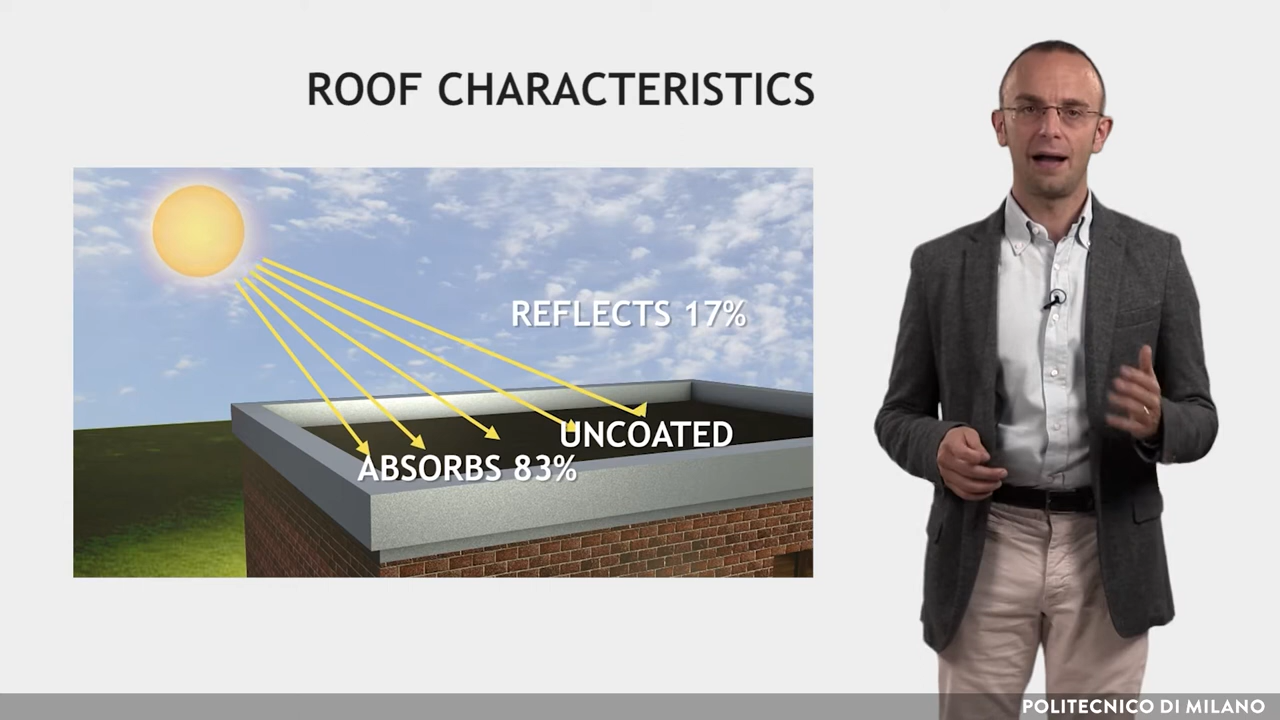 ROOF CHARACTERISTICS
REFLECTS 17%
UNCOATED
ABSORBS 83%
POLITECNICO DI MILANO